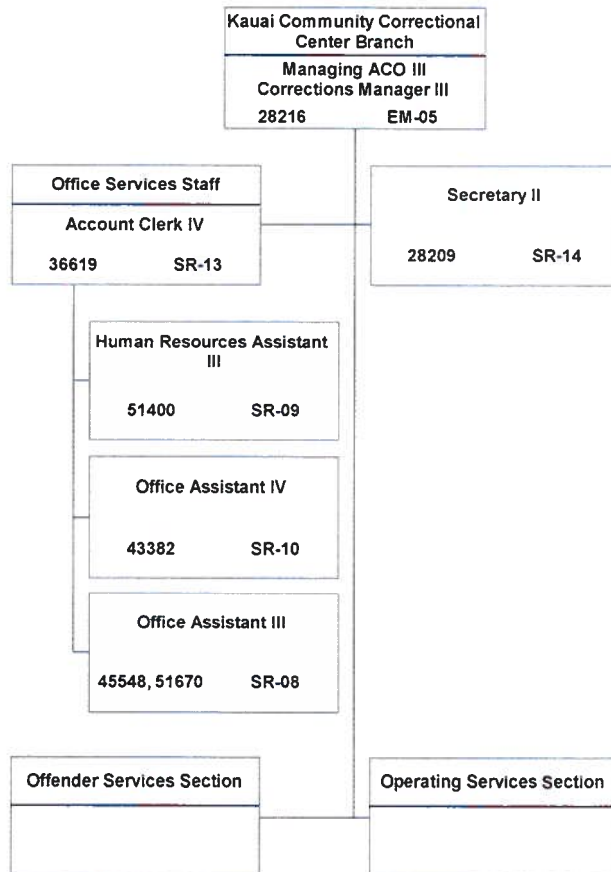 Kauai Community Correctional
Center Branch
Managing ACO III
Corrections Manager III
28216 EM-05
Office Services Staff
Account Clerk IV
36619 SR-13
Secretary II
28209 SR-14
Human Resources Assistant
III
51400 SR-09
Office Assistant IV
43382 SR-10
Office Assistant III
45548, 51670 SR-08
Offender Services Section
Operating Services Section